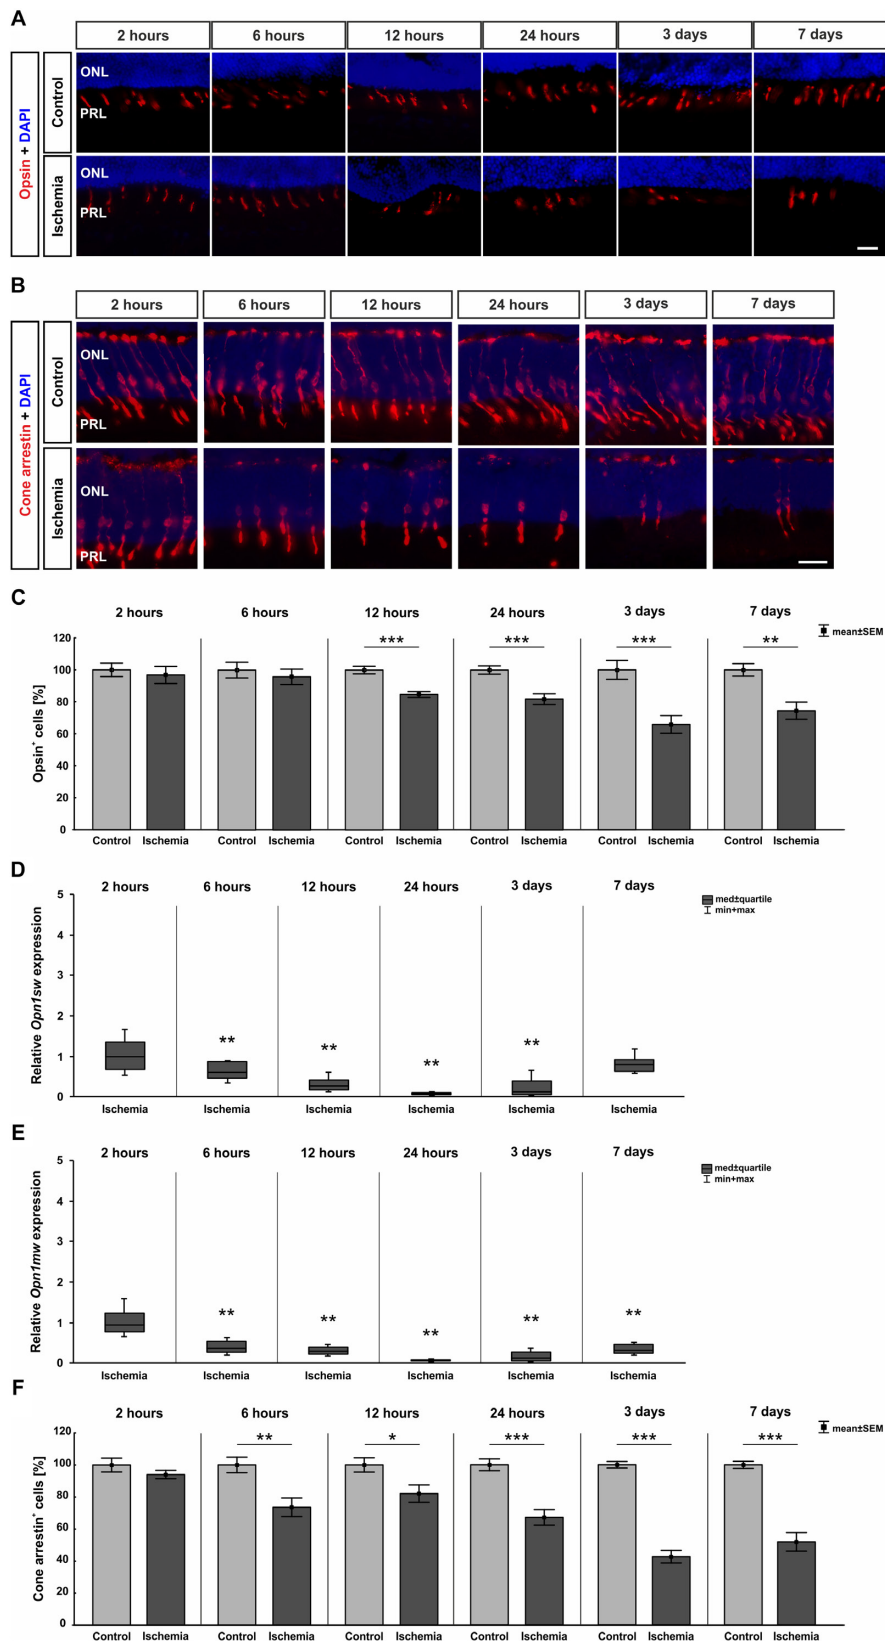 A
2 hours 6 hours 12 hours 24 hours 3 days 7 days
Opsin + DAPI
Control
ONL
PRL
Ischemia
ONL
PRL
B
2 hours 6 hours 12 hours 24 hours 3 days 7 days
Cone arrestin + DAPI
Control
ONL
PRL
Ischemia
ONL
PRL
C
2 hours 6 hours 12 hours 24 hours 3 days 7 days
mean±SEM
*** *** *** **
Opsin⁺ cells [%]
120
100
80
60
40
20
0
Control Ischemia Control Ischemia Control Ischemia Control Ischemia Control Ischemia Control Ischemia
D
2 hours 6 hours 12 hours 24 hours 3 days 7 days
med±quartile
min+max
Relative Opn1sw expression
5
4
3
2
1
0
** ** ** **
Ischemia Ischemia Ischemia Ischemia Ischemia Ischemia
E
2 hours 6 hours 12 hours 24 hours 3 days 7 days
med±quartile
min+max
Relative Opn1mw expression
5
4
3
2
1
0
** ** ** ** **
Ischemia Ischemia Ischemia Ischemia Ischemia Ischemia
F
2 hours 6 hours 12 hours 24 hours 3 days 7 days
mean±SEM
** * *** *** ***
Cone arrestin⁺ cells [%]
120
100
80
60
40
20
0
Control Ischemia Control Ischemia Control Ischemia Control Ischemia Control Ischemia Control Ischemia